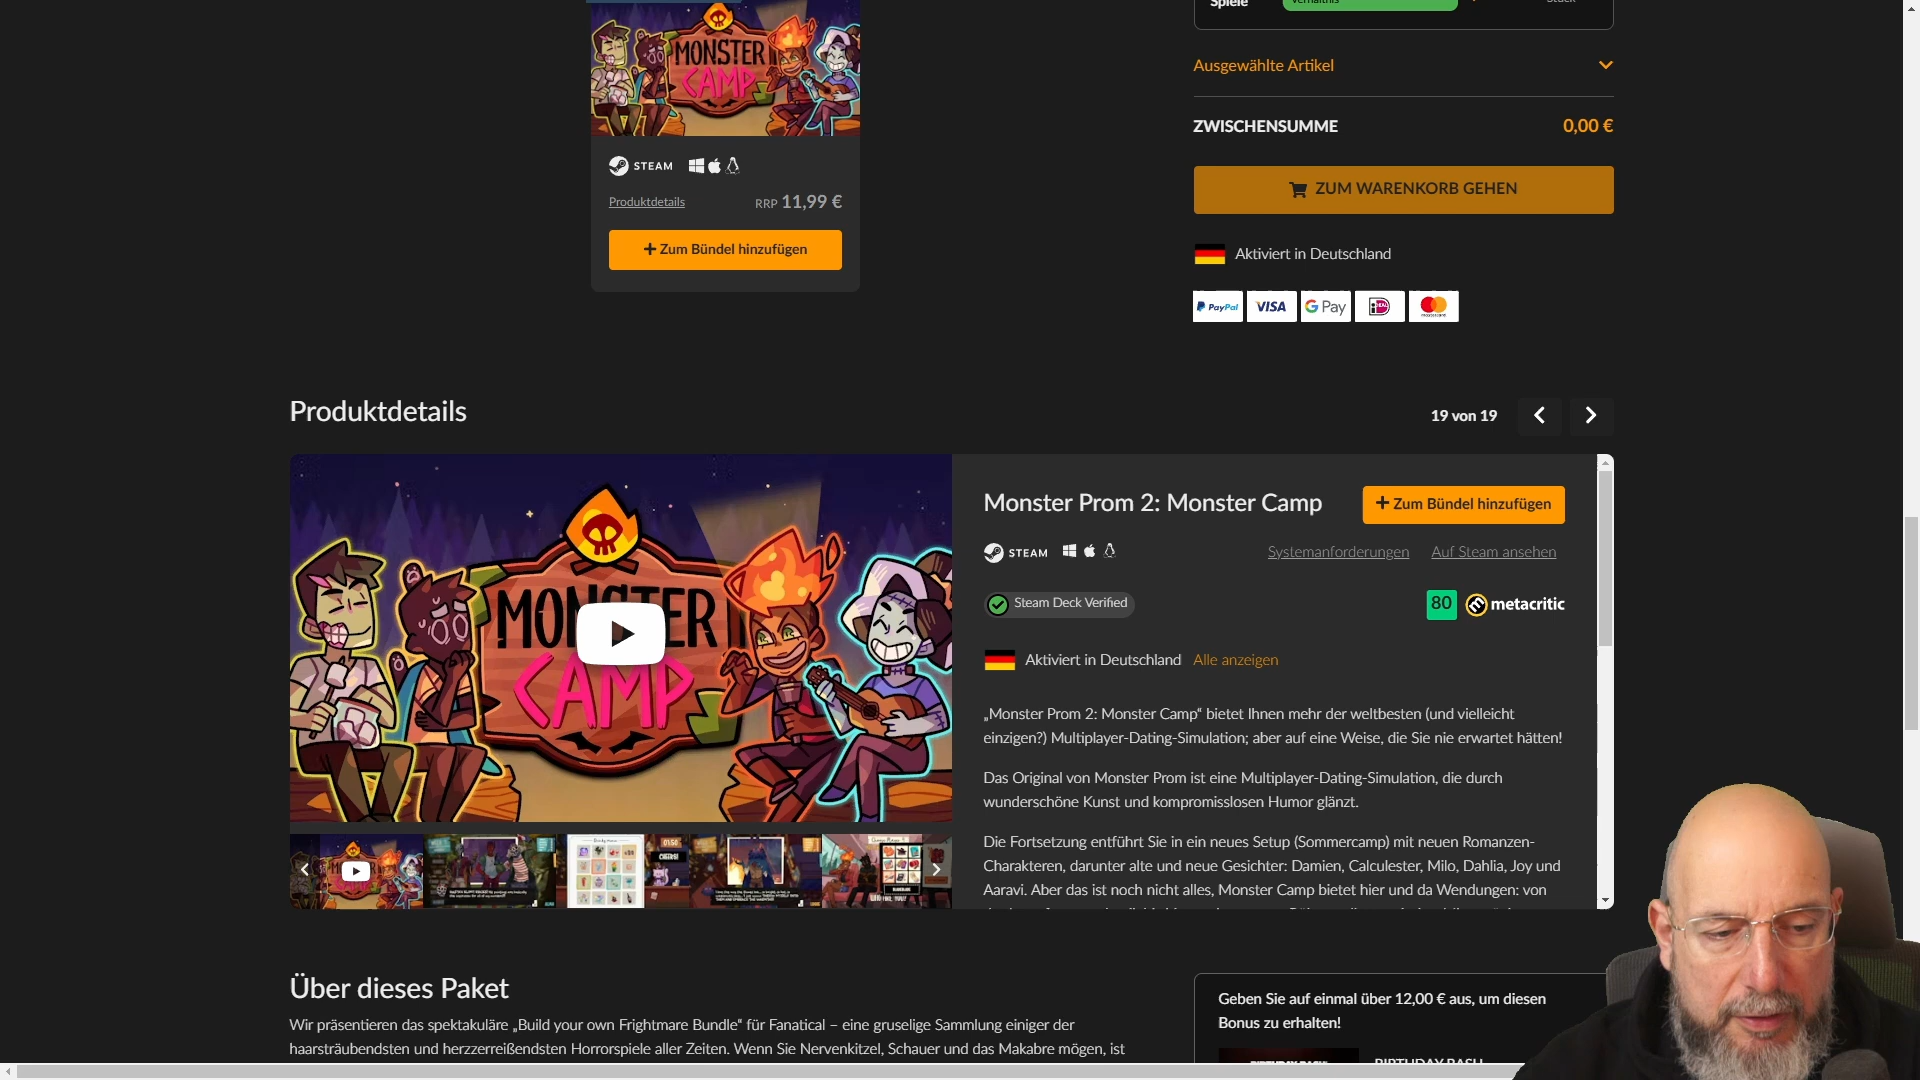 Spiele
MONSTER
CAMP
STEAM
Produktdetails
RRP 11,99 €
Zum Bündel hinzufügen
Ausgewählte Artikel
ZWISCHENSUMME
0,00 €
ZUM WARENKORB GEHEN
Aktiviert in Deutschland
PayPal
VISA
G Pay
Produktdetails
19 von 19
CAMP
Monster Prom 2: Monster Camp
Zum Bündel hinzufügen
STEAM
Systemanforderungen
Auf Steam ansehen
Steam Deck Verified
80
metacritic
Aktiviert in Deutschland
Alle anzeigen
„Monster Prom 2: Monster Camp“ bietet Ihnen mehr der weltbesten (und vielleicht
einzigen?) Multiplayer-Dating-Simulation; aber auf eine Weise, die Sie nie erwartet hätten!
Das Original von Monster Prom ist eine Multiplayer-Dating-Simulation, die durch
wunderschöne Kunst und kompromisslosen Humor glänzt.
Die Fortsetzung entführt Sie in ein neues Setup (Sommercamp) mit neuen Romanzen-
Charakteren, darunter alte und neue Gesichter: Damien, Calculester, Milo, Dahlia, Joy und
Aaravi. Aber das ist noch nicht alles, Monster Camp bietet hier und da Wendungen: von
Über dieses Paket
Wir präsentieren das spektakuläre „Build your own Frightmare Bundle“ für Fanatical – eine gruselige Sammlung einiger der
haarsträubendsten und herzzerreißendsten Horrorspiele aller Zeiten. Wenn Sie Nervenkitzel, Schauer und das Makabre mögen, ist
Geben Sie auf einmal über 12,00 € aus, um diesen
Bonus zu erhalten!